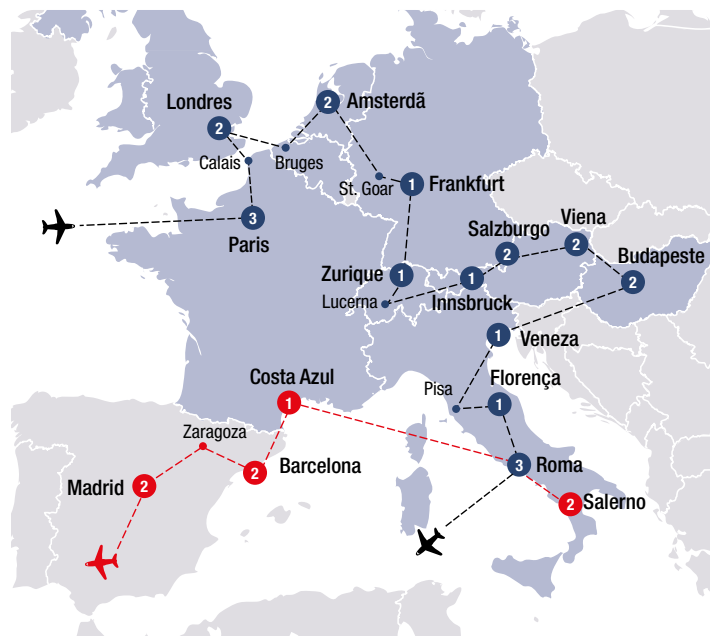 Londres
2
2
Amsterdã
Calais
Bruges
St. Goar
1
Frankfurt
3
Paris
Salzburgo
2
Viena
2
Budapeste
2
Zurique
1
Lucerna
1
Innsbruck
1
Veneza
Costa Azul
1
Pisa
Florença
1
Zaragoza
Madrid
2
2
Barcelona
3
Roma
2
Salerno